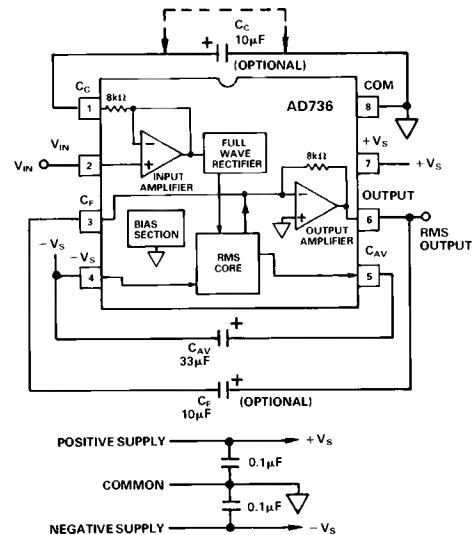 C_C
10µF
+
(OPTIONAL)
C_C
1
8kΩ
AD736
COM
8
V_IN
V_IN
2
−
+
INPUT
AMPLIFIER
FULL
WAVE
RECTIFIER
8kΩ
+V_S
7
+V_S
C_F
3
−
+
OUTPUT
AMPLIFIER
OUTPUT
6
RMS
OUTPUT
BIAS
SECTION
RMS
CORE
−V_S
−V_S
4
C_AV
5
+
C_AV
33µF
+
C_F
10µF
(OPTIONAL)
POSITIVE SUPPLY
+V_S
0.1µF
COMMON
0.1µF
NEGATIVE SUPPLY
−V_S